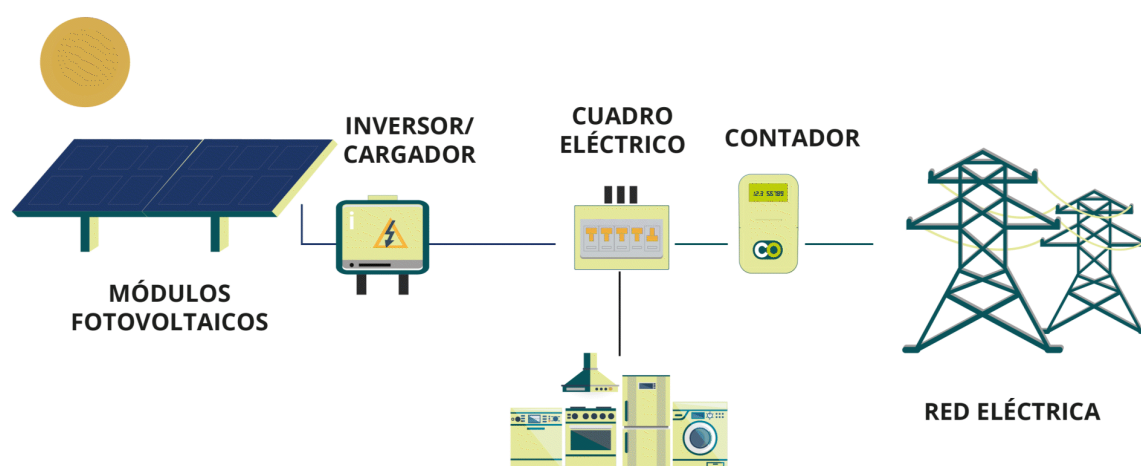 INVERSOR/
CARGADOR
CUADRO
ELÉCTRICO
CONTADOR
MÓDULOS
FOTOVOLTAICOS
RED ELÉCTRICA